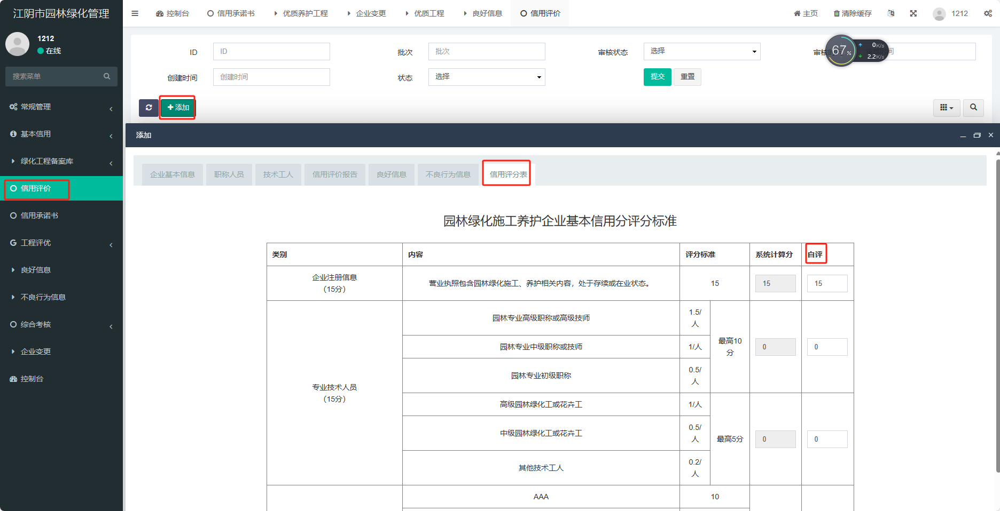 江阴市园林绿化管理
控制台
信用承诺书
优质养护工程
企业变更
优质工程
良好信息
信用评价
主页
清除缓存
1212
1212
在线
搜索菜单
常规管理
基本信用
绿化工程备案库
信用评价
信用承诺书
工程评优
良好信息
不良行为信息
综合考核
企业变更
控制台
ID
ID
批次
批次
审核状态
选择
审核
间
67%
0K/s
2.2K/s
创建时间
创建时间
状态
选择
提交
重置
添加
添加
企业基本信息
职称人员
技术工人
信用评价报告
良好信息
不良行为信息
信用评分表
园林绿化施工养护企业基本信用分评分标准
类别 内容 评分标准 系统计算分 自评
企业注册信息
（15分）
营业执照包含园林绿化施工、养护相关内容，处于存续或在业状态。
15
15
15
专业技术人员
（15分）
园林专业高级职称或高级技师
1.5/
人
园林专业中级职称或技师
1/人
园林专业初级职称
0.5/
人
最高10
分
0
0
高级园林绿化工或花卉工
1/人
中级园林绿化工或花卉工
0.5/
人
其他技术工人
0.2/
人
最高5分
0
0
AAA
10